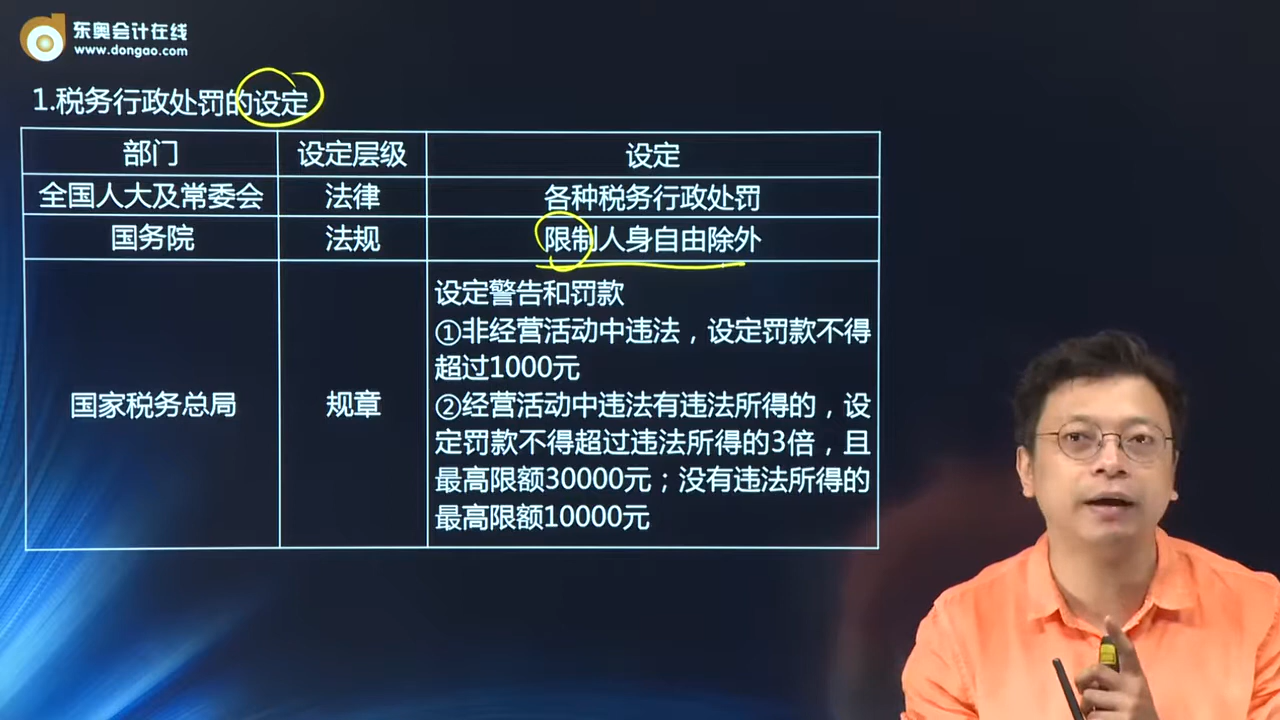 东奥会计在线
www.dongao.com
1.税务行政处罚的设定
部门 设定层级 设定
全国人大及常委会 法律 各种税务行政处罚
国务院 法规 限制人身自由除外
国家税务总局 规章 设定警告和罚款
①非经营活动中违法，设定罚款不得
超过1000元
②经营活动中违法有违法所得的，设
定罚款不得超过违法所得的3倍，且
最高限额30000元；没有违法所得的
最高限额10000元